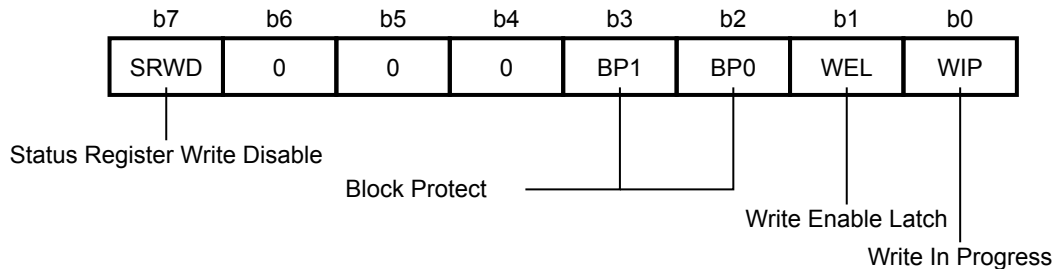 b7 b6 b5 b4 b3 b2 b1 b0
SRWD 0 0 0 BP1 BP0 WEL WIP
Status Register Write Disable
Block Protect
Write Enable Latch
Write In Progress